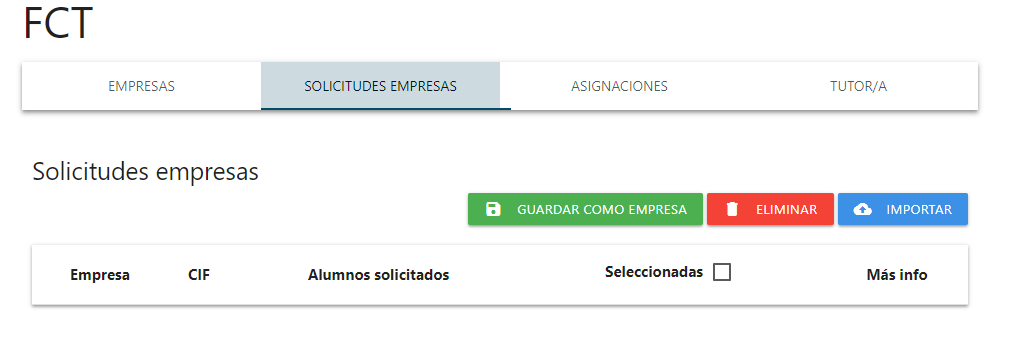 FCT
EMPRESAS SOLICITUDES EMPRESAS ASIGNACIONES TUTOR/A
Solicitudes empresas
GUARDAR COMO EMPRESA ELIMINAR IMPORTAR
Empresa CIF Alumnos solicitados Seleccionadas Más info